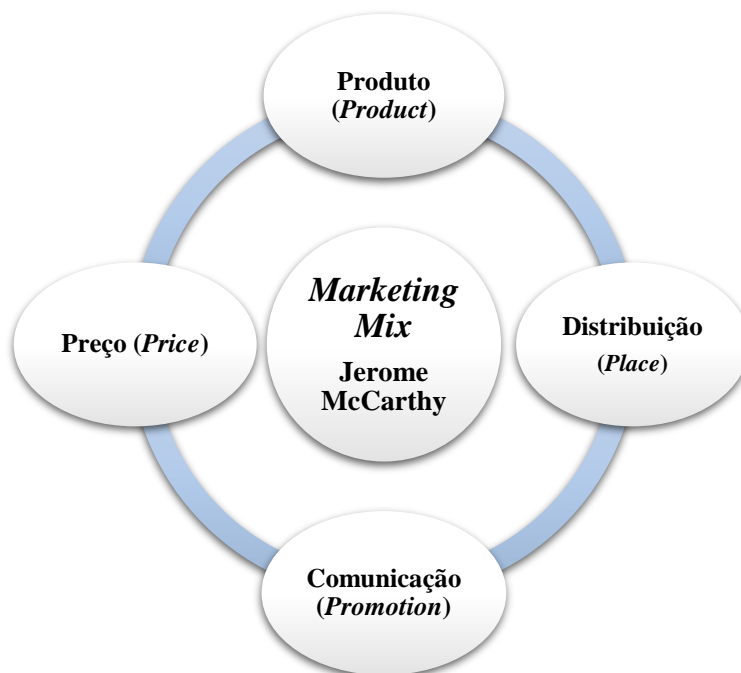 Produto
(Product)
Marketing
Mix
Jerome
McCarthy
Preço (Price)
Distribuição
(Place)
Comunicação
(Promotion)